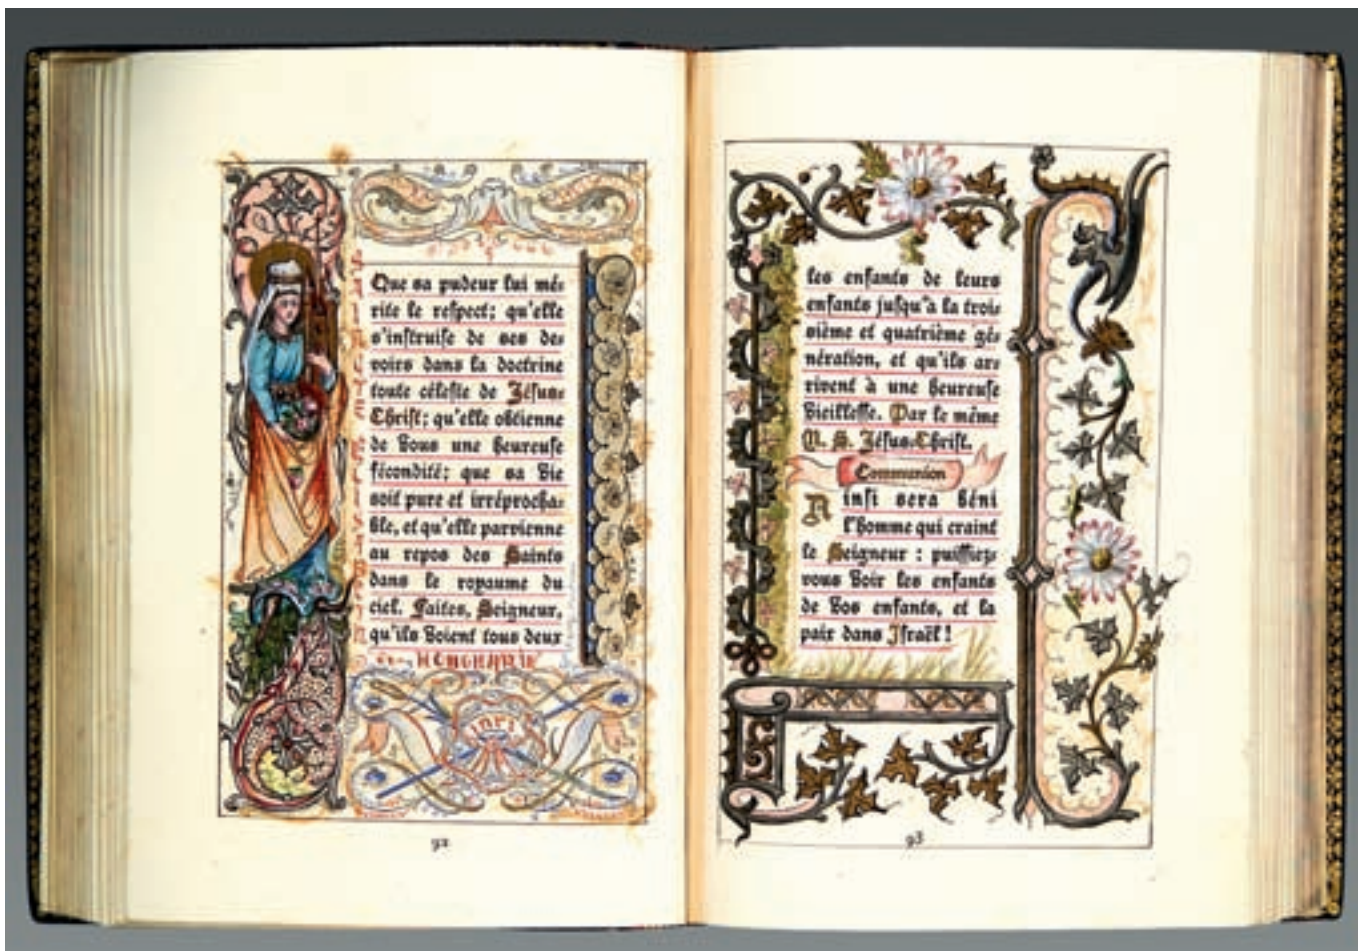 Que sa pudeur lui mé-
rite le reſpect; qu'elle
s'inſtruiſe de ses de-
voirs dans la doctrine
toute céleſte de Jéſus-
Chriſt; qu'elle obtienne
de Vous une heureuſe
fécondité; que sa vie
soit pure et irréprocha-
ble, et qu'elle parvienne
au repos des Saints
dans le royaume du
ciel. Faites, Seigneur,
qu'ils voient tous deux
inri
92
les enfants de leurs
enfants juſqu'à la troi-
sième et quatrième gé-
nération, et qu'ils ar-
rivent à une heureuſe
vieilleſſe. Par le même
N. S. Jéſus-Chriſt.
Communion
Ainſi sera béni
l'homme qui craint
le Seigneur : puiſſiez-
vous voir les enfants
de vos enfants, et la
paix dans Iſraël !
93